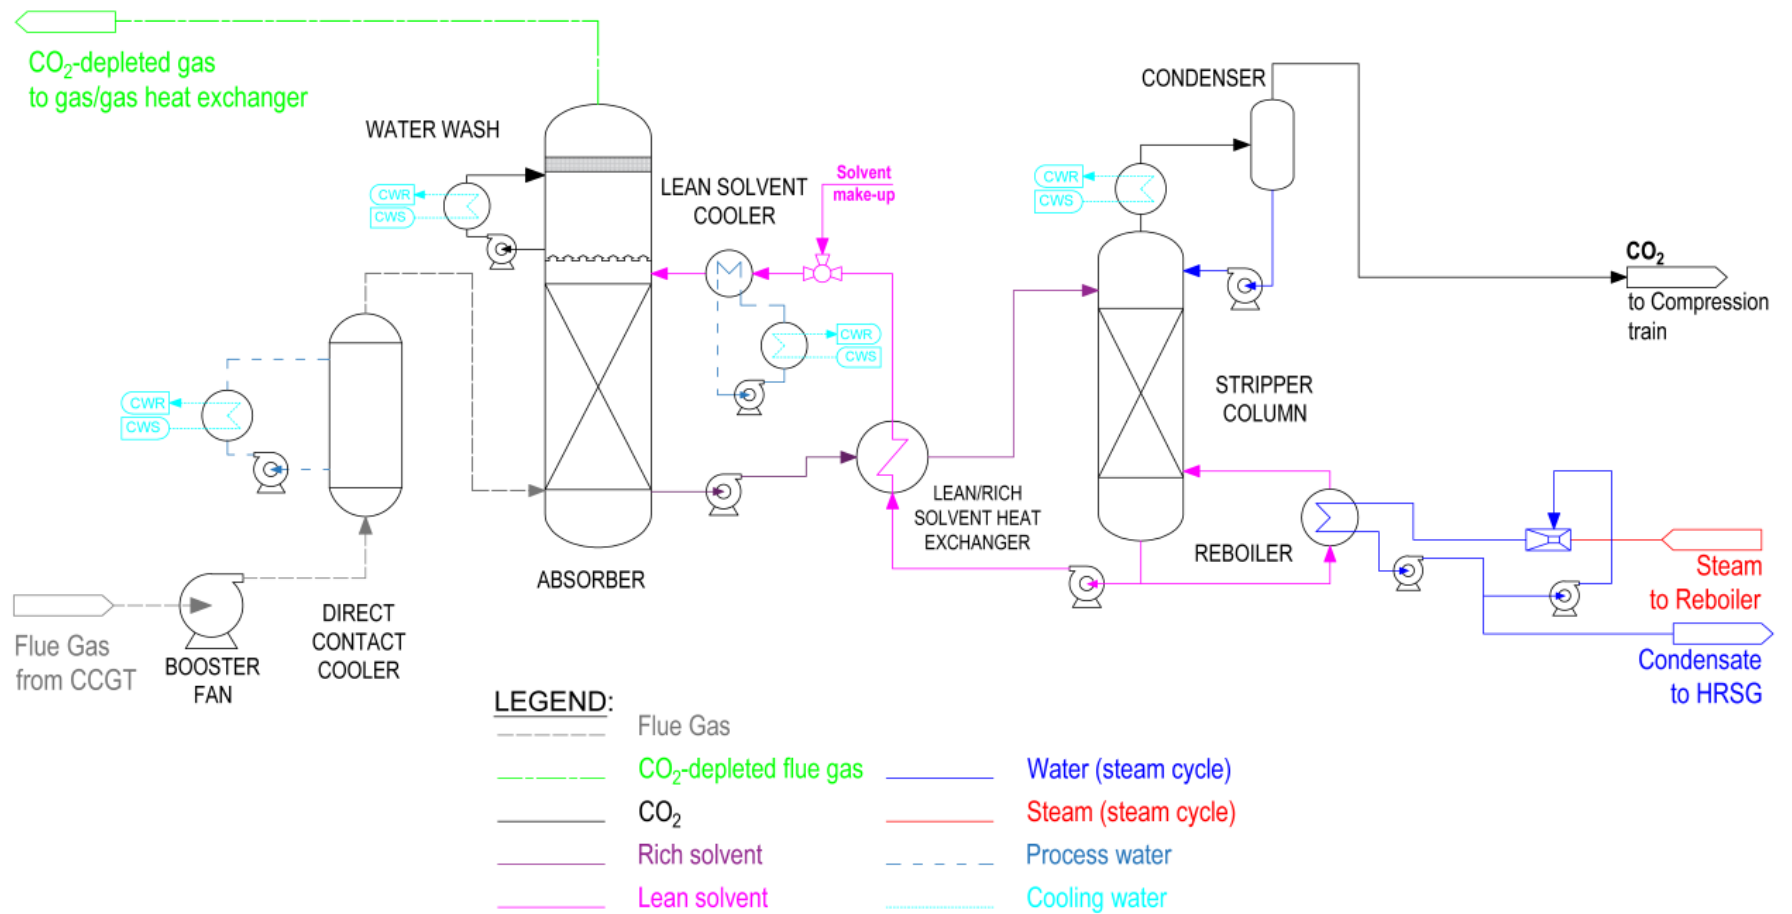 CO₂-depleted gas
to gas/gas heat exchanger
WATER WASH
CWR
CWS
LEAN SOLVENT
COOLER
Solvent
make-up
CONDENSER
CWR
CWS
CO₂
to Compression
train
CWR
CWS
CWR
CWS
STRIPPER
COLUMN
LEAN/RICH
SOLVENT HEAT
EXCHANGER
REBOILER
ABSORBER
Steam
to Reboiler
Condensate
to HRSG
Flue Gas
from CCGT
BOOSTER
FAN
DIRECT
CONTACT
COOLER
LEGEND:
Flue Gas
CO₂-depleted flue gas
CO₂
Rich solvent
Lean solvent
Water (steam cycle)
Steam (steam cycle)
Process water
Cooling water